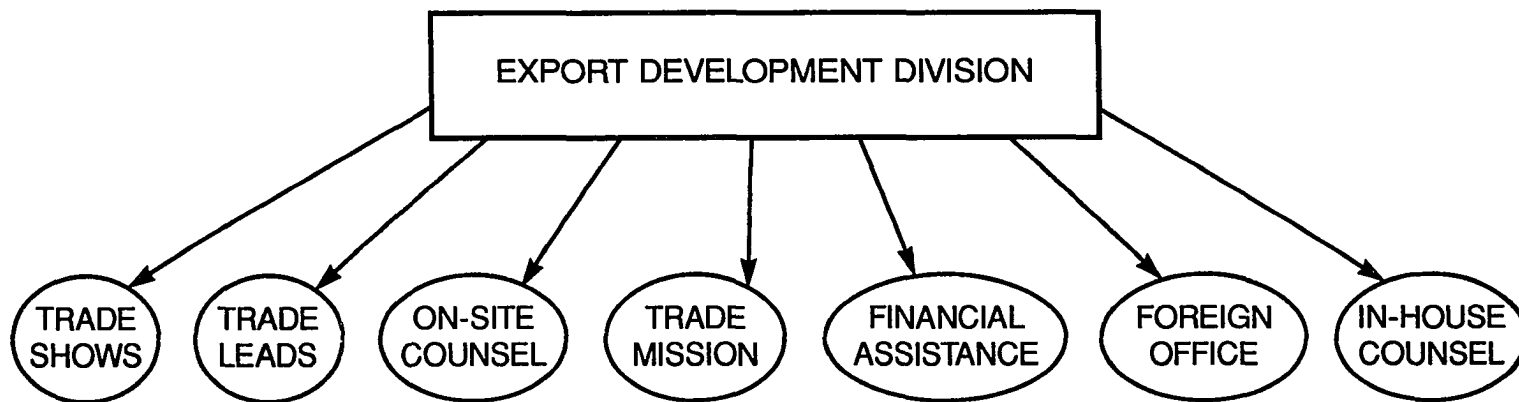 EXPORT DEVELOPMENT DIVISION
TRADE
SHOWS
TRADE
LEADS
ON-SITE
COUNSEL
TRADE
MISSION
FINANCIAL
ASSISTANCE
FOREIGN
OFFICE
IN-HOUSE
COUNSEL